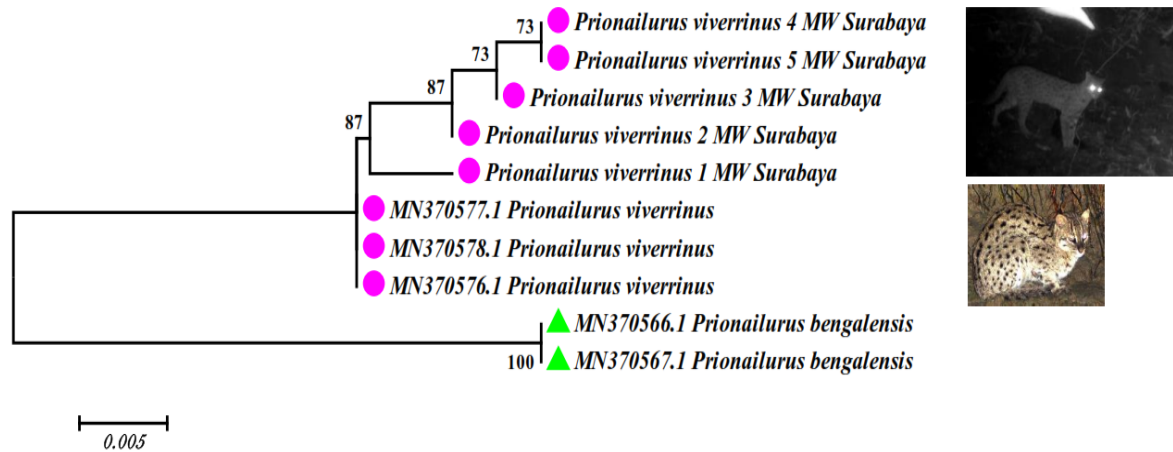 73
Prionailurus viverrinus 4 MW Surabaya
73
Prionailurus viverrinus 5 MW Surabaya
87
Prionailurus viverrinus 3 MW Surabaya
87
Prionailurus viverrinus 2 MW Surabaya
Prionailurus viverrinus 1 MW Surabaya
MN370577.1 Prionailurus viverrinus
MN370578.1 Prionailurus viverrinus
MN370576.1 Prionailurus viverrinus
MN370566.1 Prionailurus bengalensis
100
MN370567.1 Prionailurus bengalensis
0.005